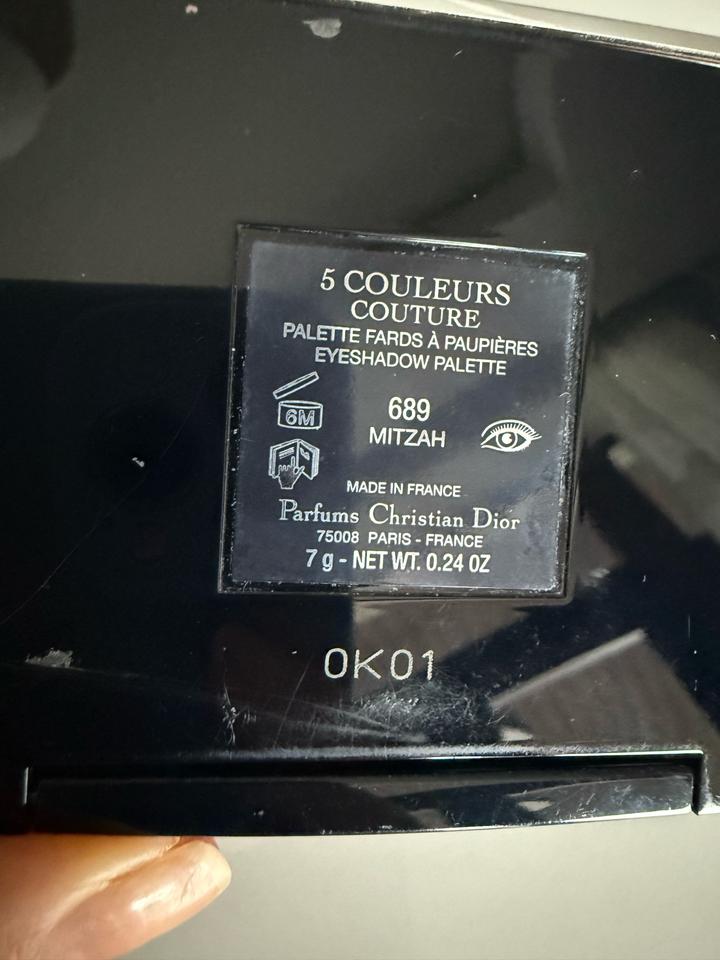 5 COULEURS
COUTURE
PALETTE FARDS À PAUPIÈRES
EYESHADOW PALETTE
6M
689
MITZAH
MADE IN FRANCE
Parfums Christian Dior
75008 PARIS - FRANCE
7 g - NET WT. 0.24 OZ
0K01